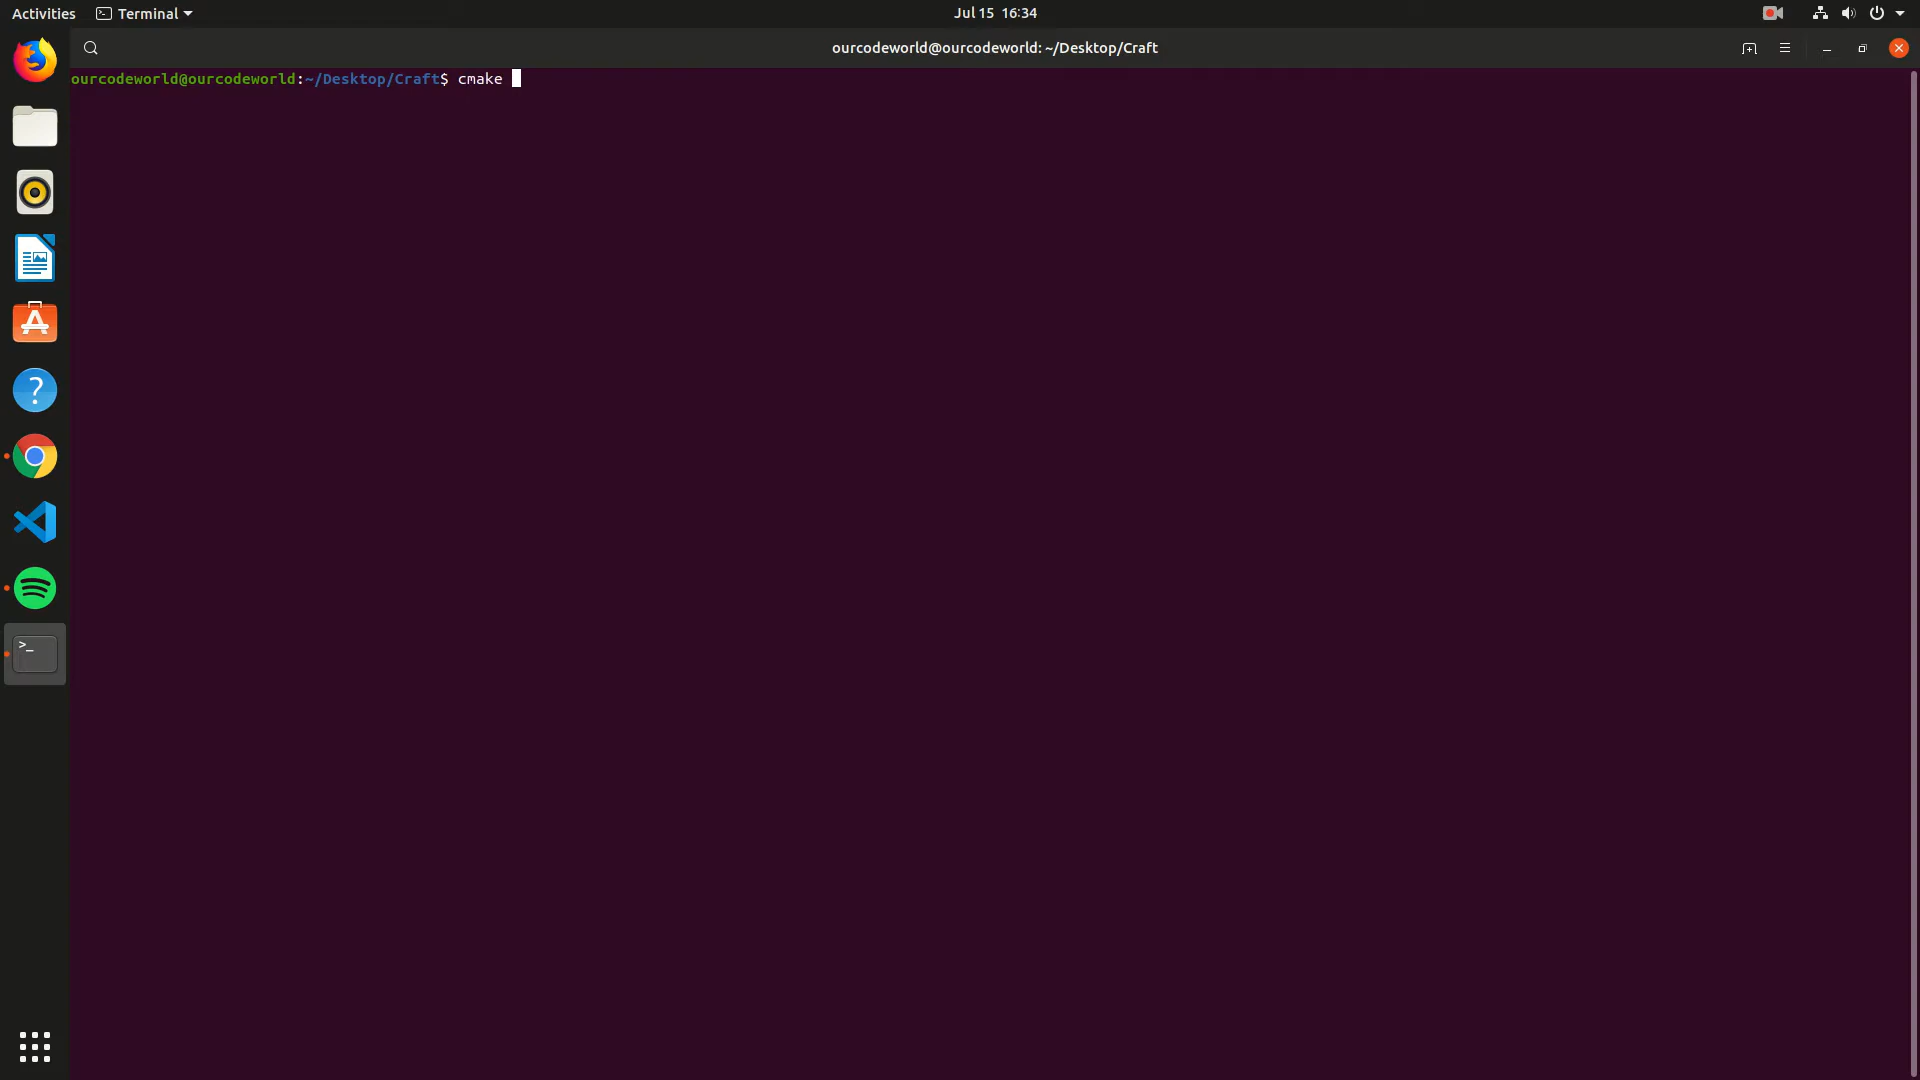 Activities Terminal Jul 15 16:34
ourcodeworld@ourcodeworld: ~/Desktop/Craft
ourcodeworld@ourcodeworld:~/Desktop/Craft$ cmake